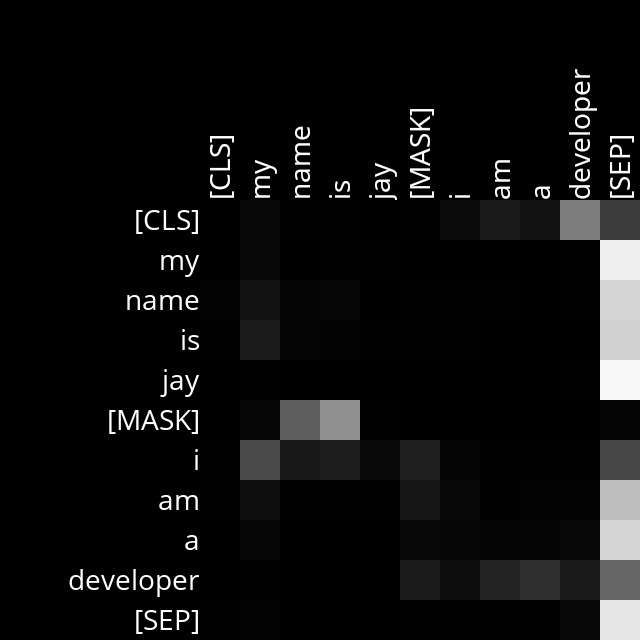 [CLS]
my
name
is
jay
[MASK]
i
am
a
developer
[SEP]
[CLS]
my
name
is
jay
[MASK]
i
am
a
developer
[SEP]